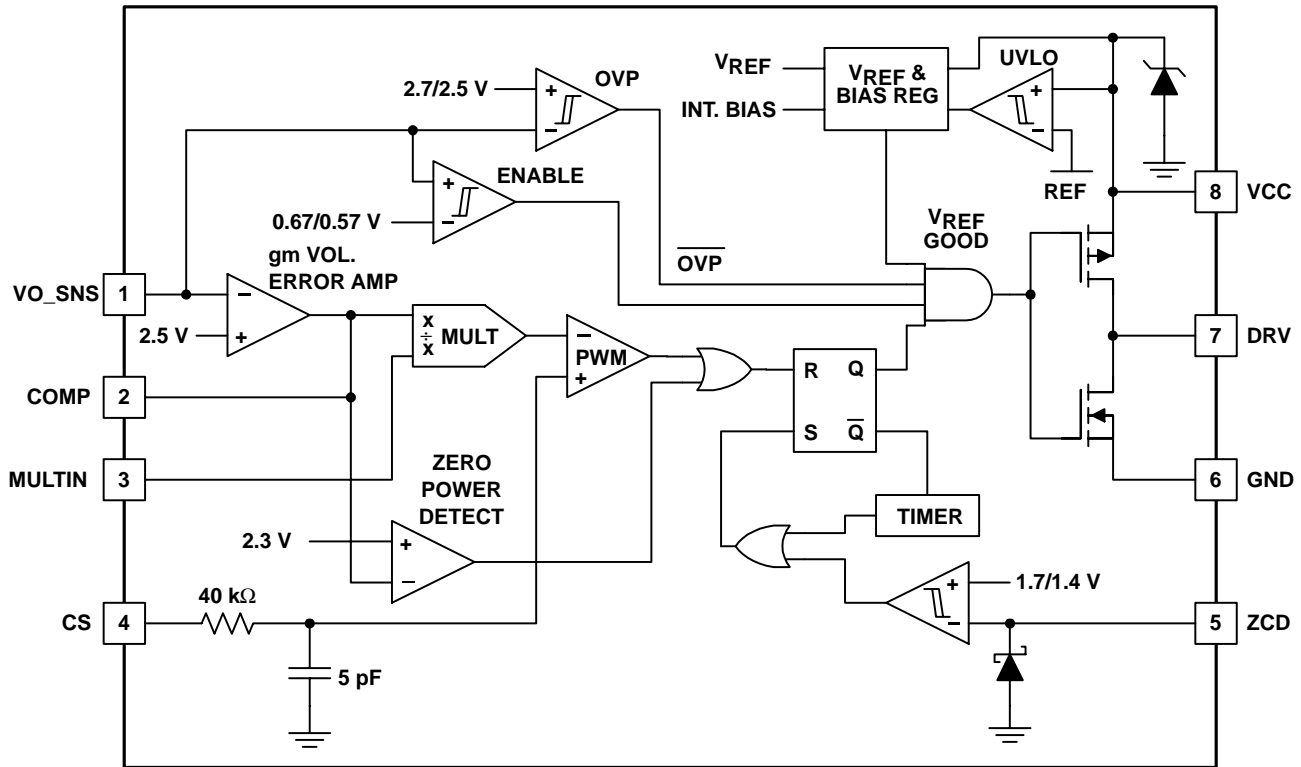 VREF
INT. BIAS
VREF &
BIAS REG
UVLO
+
−
REF
2.7/2.5 V
OVP
+
−
ENABLE
+
−
0.67/0.57 V
8
VCC
VREF
GOOD
OVP
gm VOL.
ERROR AMP
VO_SNS
1
−
+
2.5 V
x
÷
x
MULT
−
PWM
+
R
Q
S
Q
7
DRV
COMP
2
MULTIN
3
6
GND
ZERO
POWER
DETECT
2.3 V
+
−
TIMER
40 kΩ
CS
4
5 pF
+
−
1.7/1.4 V
5
ZCD